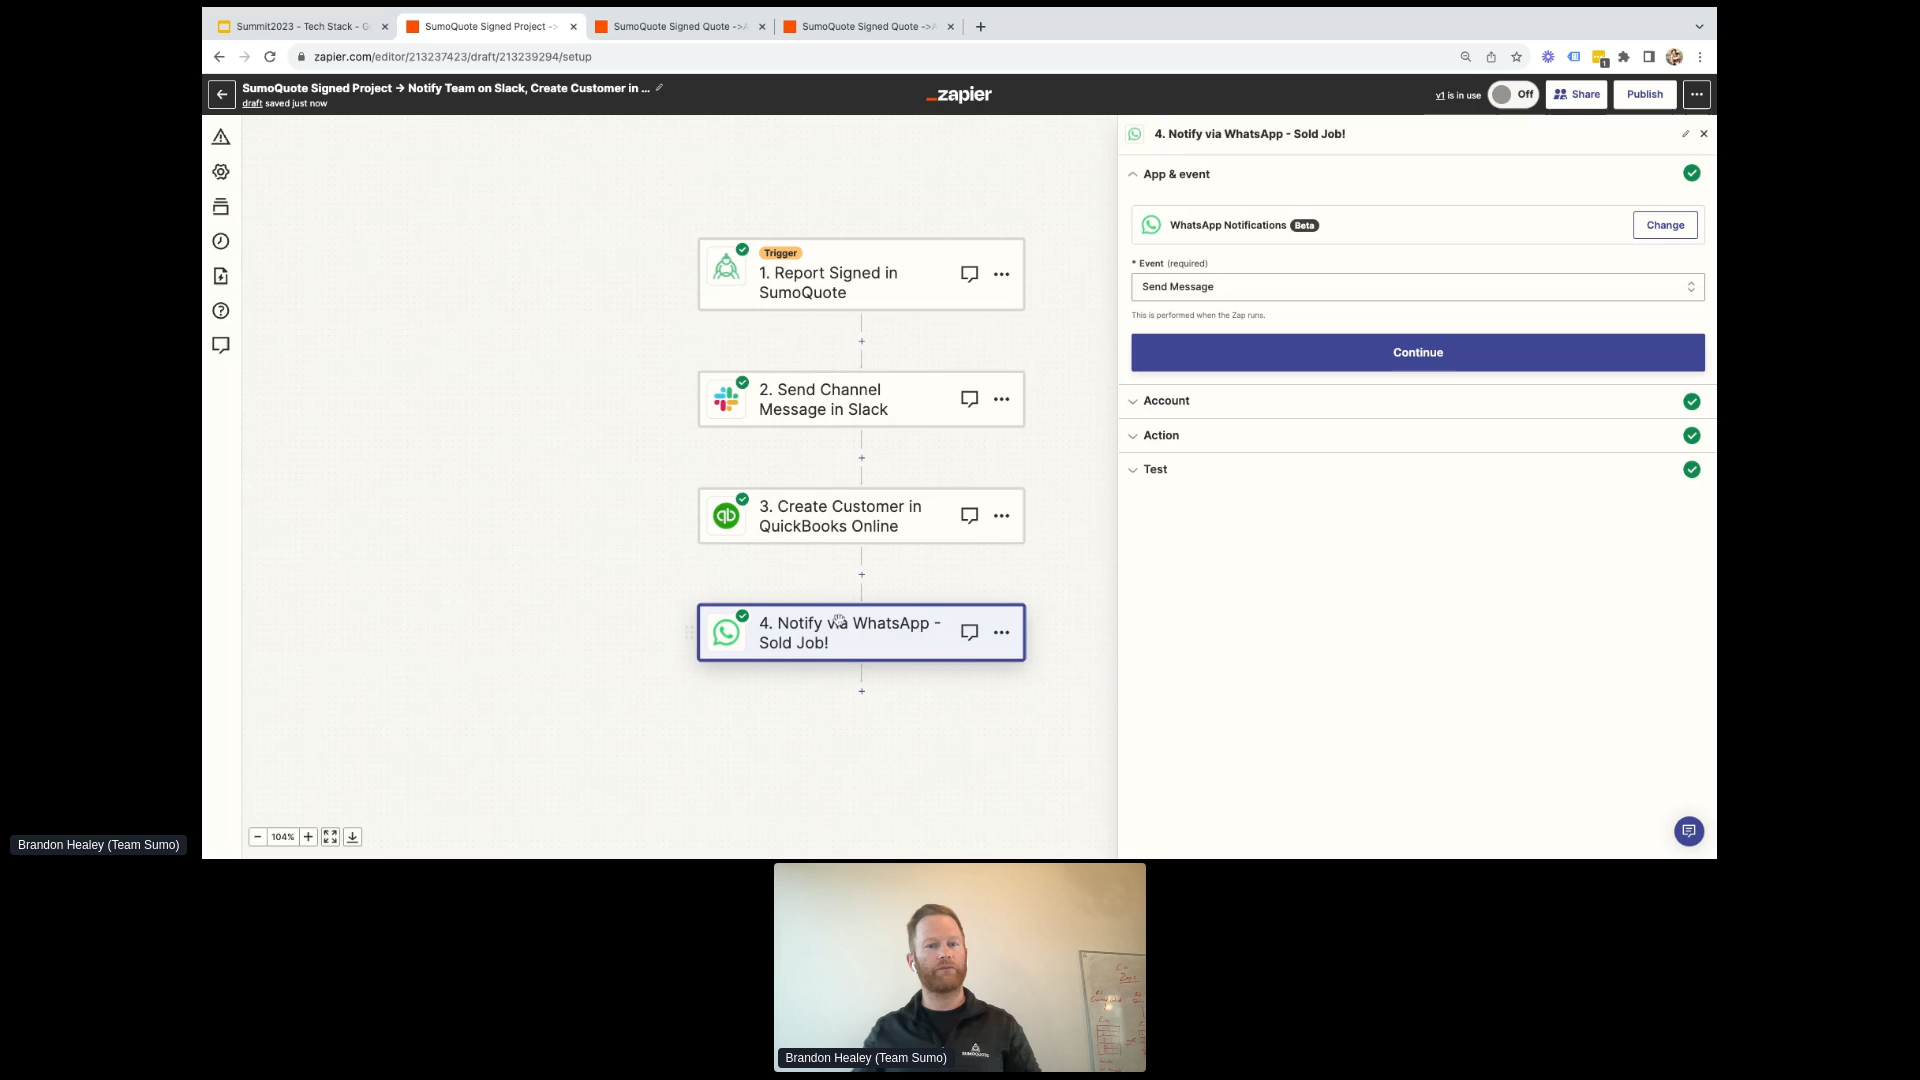 Summit2023 - Tech Stack - G
SumoQuote Signed Project ->
SumoQuote Signed Quote ->
SumoQuote Signed Quote ->
zapier.com/editor/213237423/draft/213239294/setup
1
SumoQuote Signed Project → Notify Team on Slack, Create Customer in ...
draft saved just now
zapier
v1 is in use
Off
Share
Publish
4. Notify via WhatsApp - Sold Job!
App & event
WhatsApp Notifications Beta
Change
* Event (required)
Send Message
This is performed when the Zap runs.
Continue
Account
Action
Test
Trigger
1. Report Signed in
SumoQuote
2. Send Channel
Message in Slack
3. Create Customer in
QuickBooks Online
qb
4. Notify via WhatsApp -
Sold Job!
104%
Brandon Healey (Team Sumo)
SUMOQUOTE
Brandon Healey (Team Sumo)